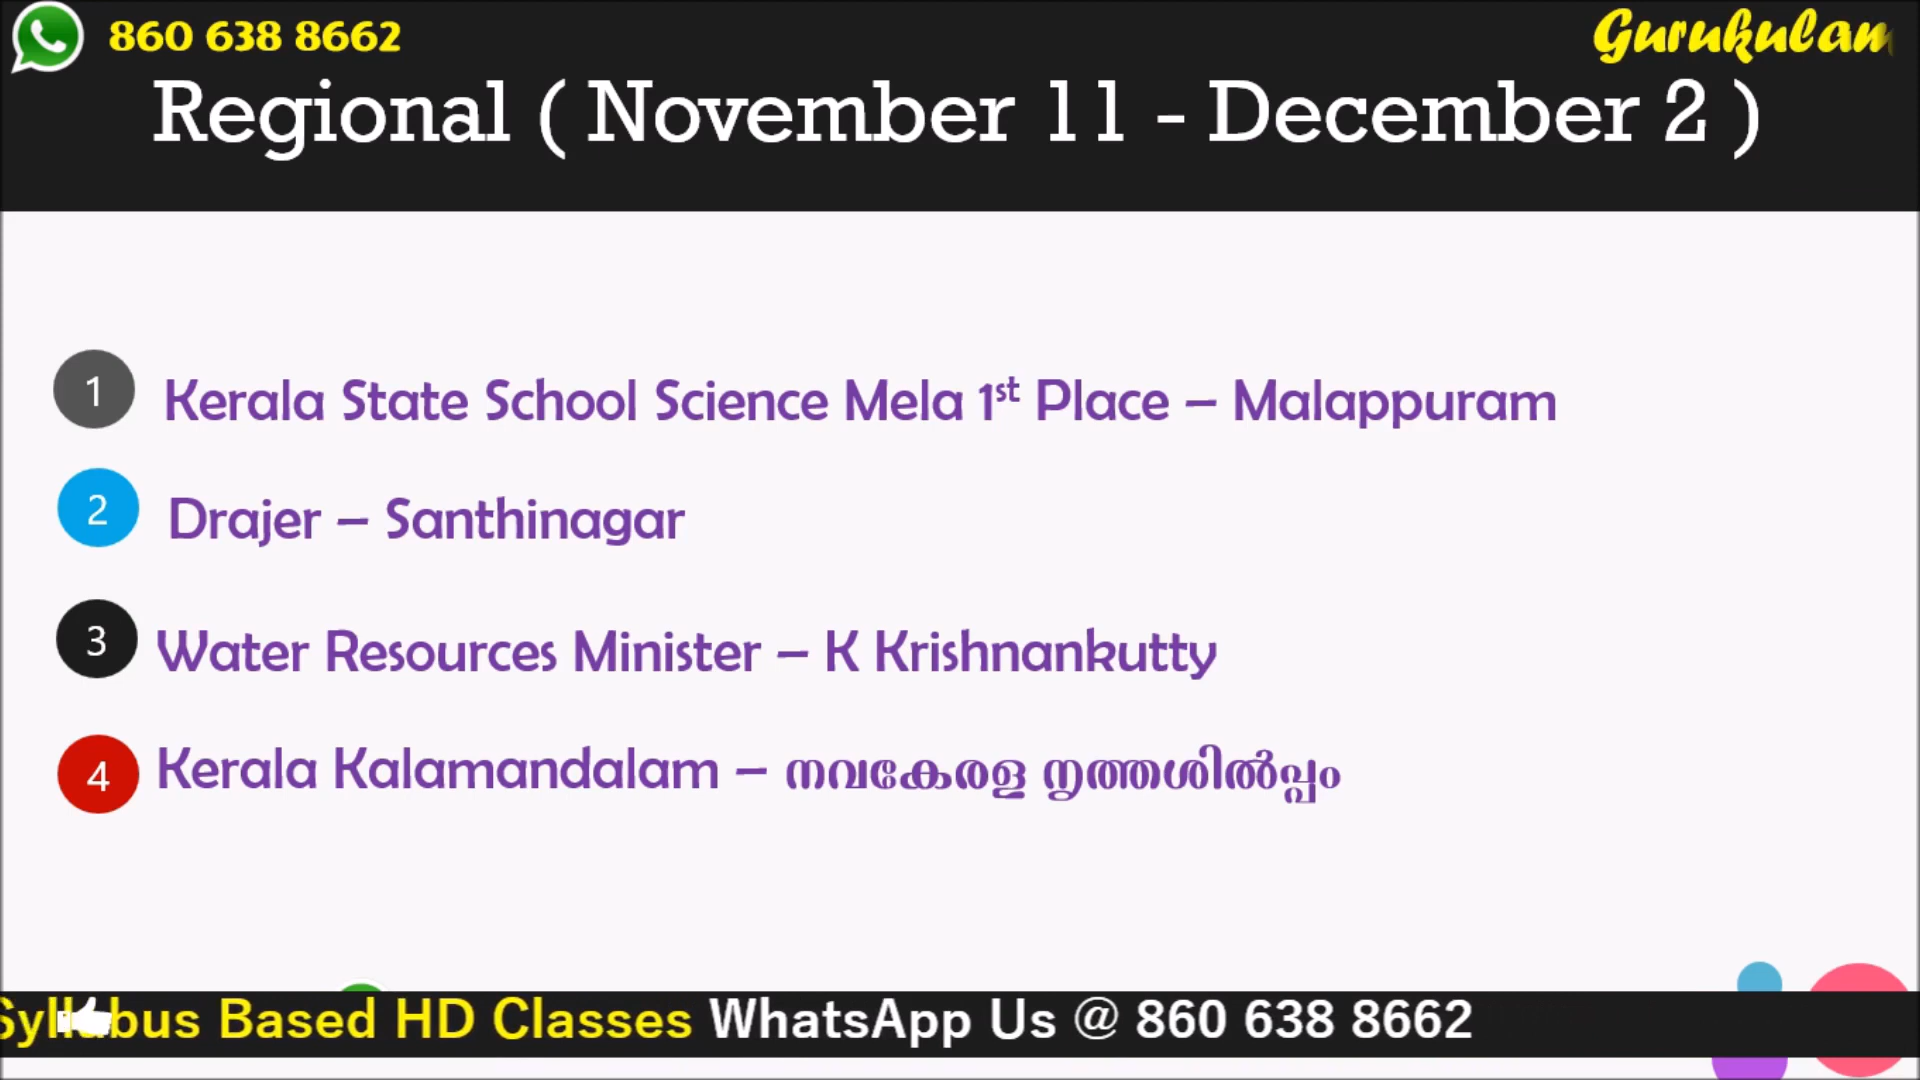 860 638 8662
Gurukulam
Regional ( November 11 - December 2 )
1 Kerala State School Science Mela 1st Place – Malappuram
2 Drajer – Santhinagar
3 Water Resources Minister – K Krishnankutty
4 Kerala Kalamandalam – നവകേരള നൃത്തശിൽപ്പം
Syllabus Based HD Classes WhatsApp Us @ 860 638 8662